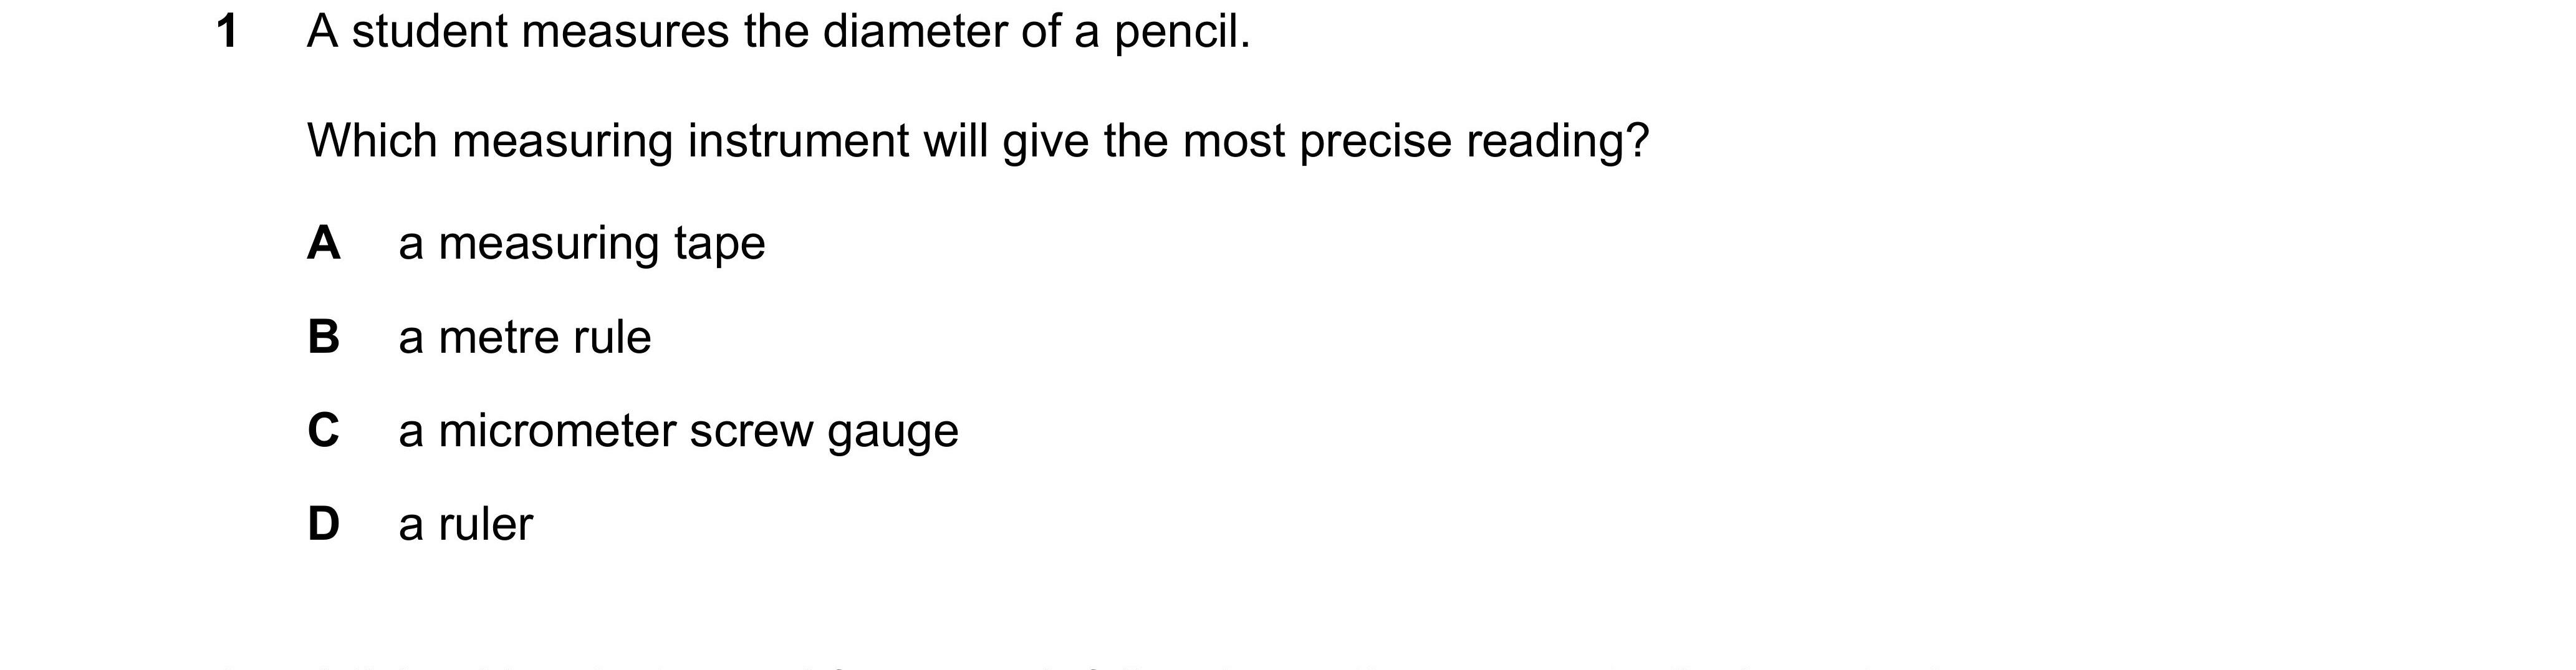 1 A student measures the diameter of a pencil.
Which measuring instrument will give the most precise reading?
A a measuring tape
B a metre rule
C a micrometer screw gauge
D a ruler